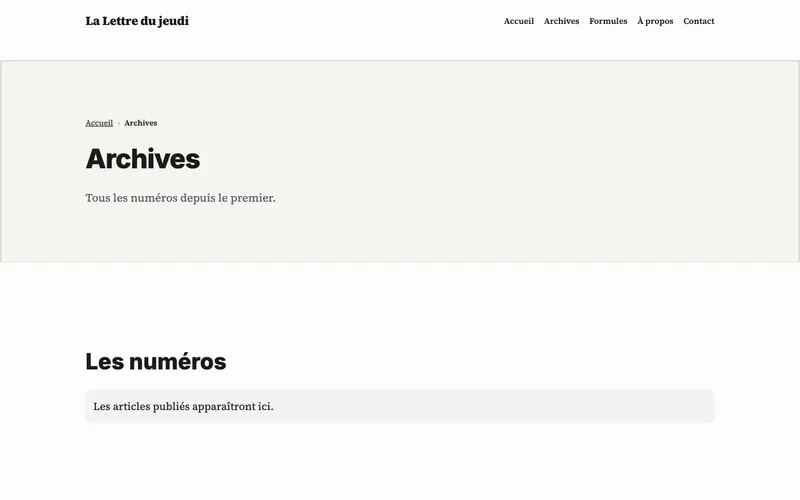 La Lettre du jeudi
Accueil Archives Formules À propos Contact
Accueil › Archives
Archives
Tous les numéros depuis le premier.
Les numéros
Les articles publiés apparaîtront ici.